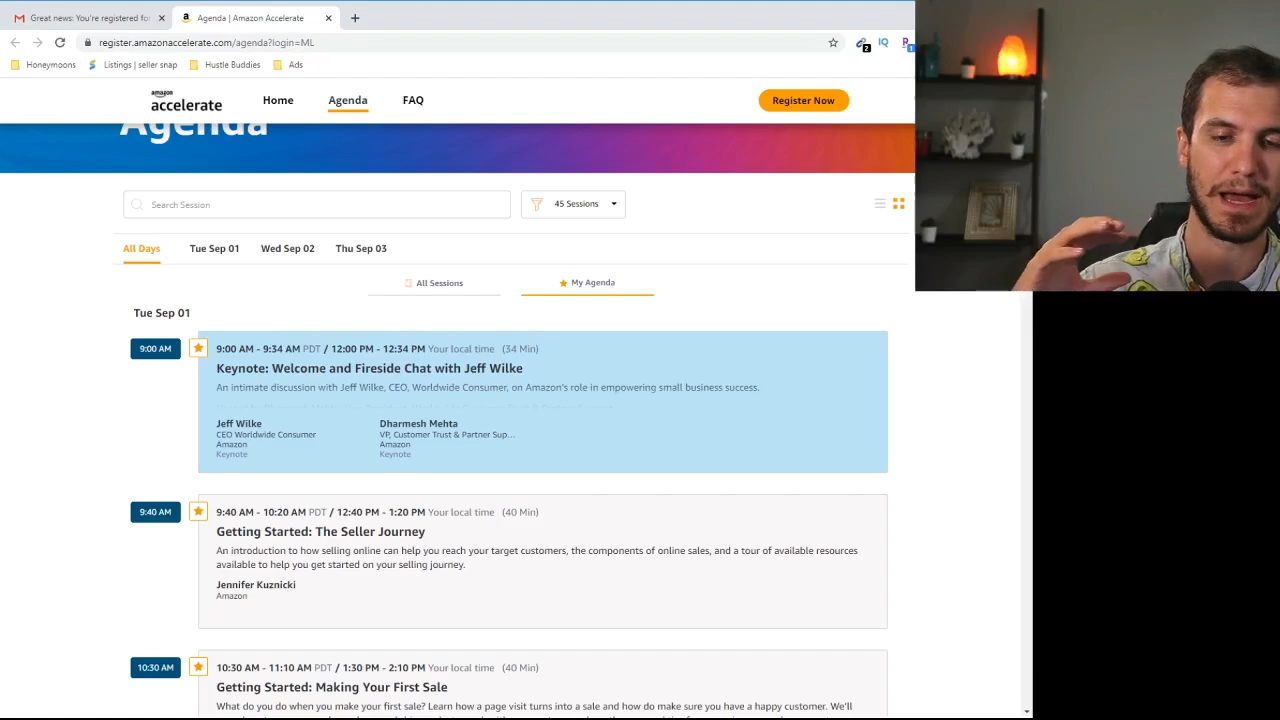 Great news: You're registered fo
Agenda | Amazon Accelerate
register.amazonaccelerate.com/agenda?login=ML
Honeymoons
Listings | seller snap
Hustle Buddies
Ads
amazon
accelerate
Home
Agenda
FAQ
Register Now
Agenda
Search Session
45 Sessions
All Days
Tue Sep 01
Wed Sep 02
Thu Sep 03
All Sessions
My Agenda
Tue Sep 01
9:00 AM
9:00 AM - 9:34 AM PDT / 12:00 PM - 12:34 PM Your local time (34 Min)
Keynote: Welcome and Fireside Chat with Jeff Wilke
An intimate discussion with Jeff Wilke, CEO, Worldwide Consumer, on Amazon's role in empowering small business success.
Jeff Wilke
CEO Worldwide Consumer
Amazon
Keynote
Dharmesh Mehta
VP, Customer Trust & Partner Sup...
Amazon
Keynote
9:40 AM
9:40 AM - 10:20 AM PDT / 12:40 PM - 1:20 PM Your local time (40 Min)
Getting Started: The Seller Journey
An introduction to how selling online can help you reach your target customers, the components of online sales, and a tour of available resources
available to help you get started on your selling journey.
Jennifer Kuznicki
Amazon
10:30 AM
10:30 AM - 11:10 AM PDT / 1:30 PM - 2:10 PM Your local time (40 Min)
Getting Started: Making Your First Sale
What do you do when you make your first sale? Learn how a page visit turns into a sale and how do make sure you have a happy customer. We'll